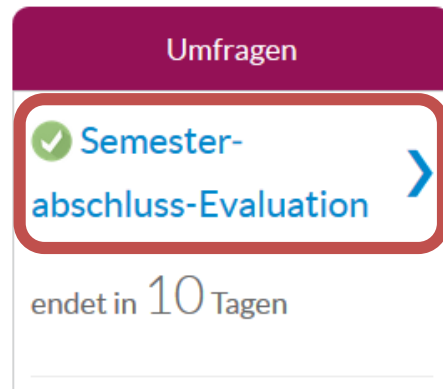 Umfragen
Semester-
abschluss-Evaluation
endet in 10 Tagen